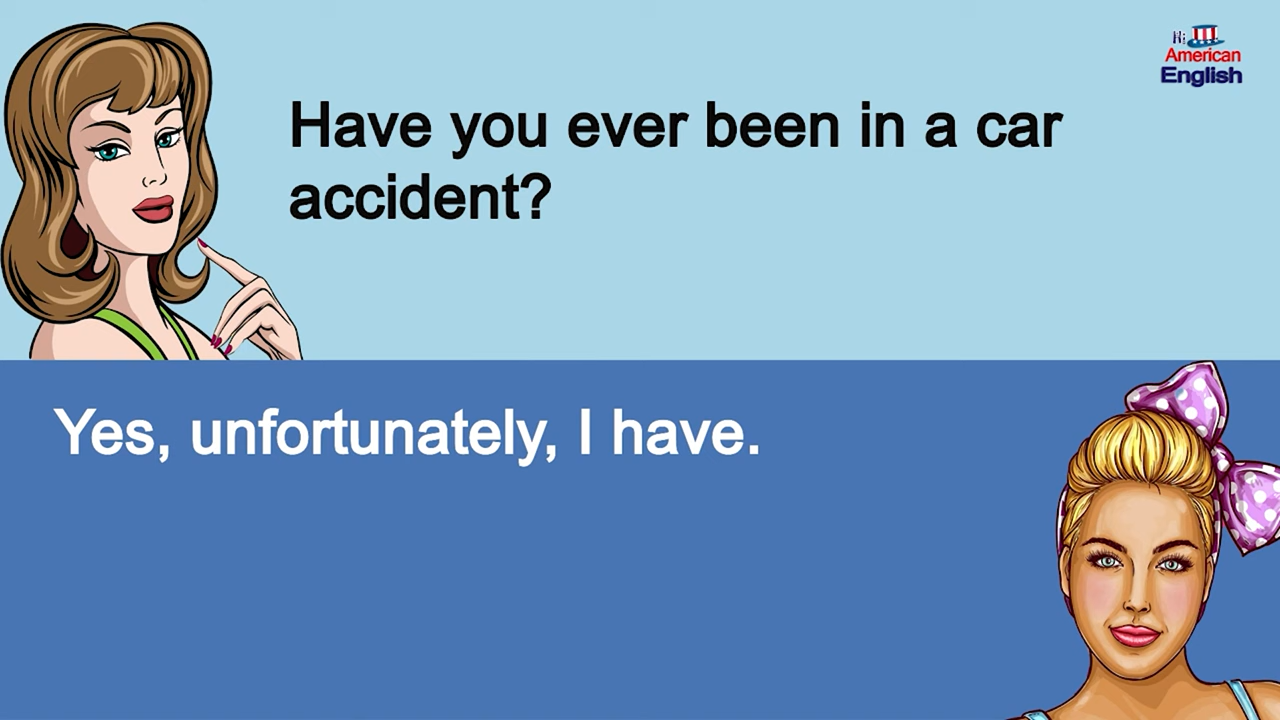 Hi
American
English
Have you ever been in a car
accident?
Yes, unfortunately, I have.